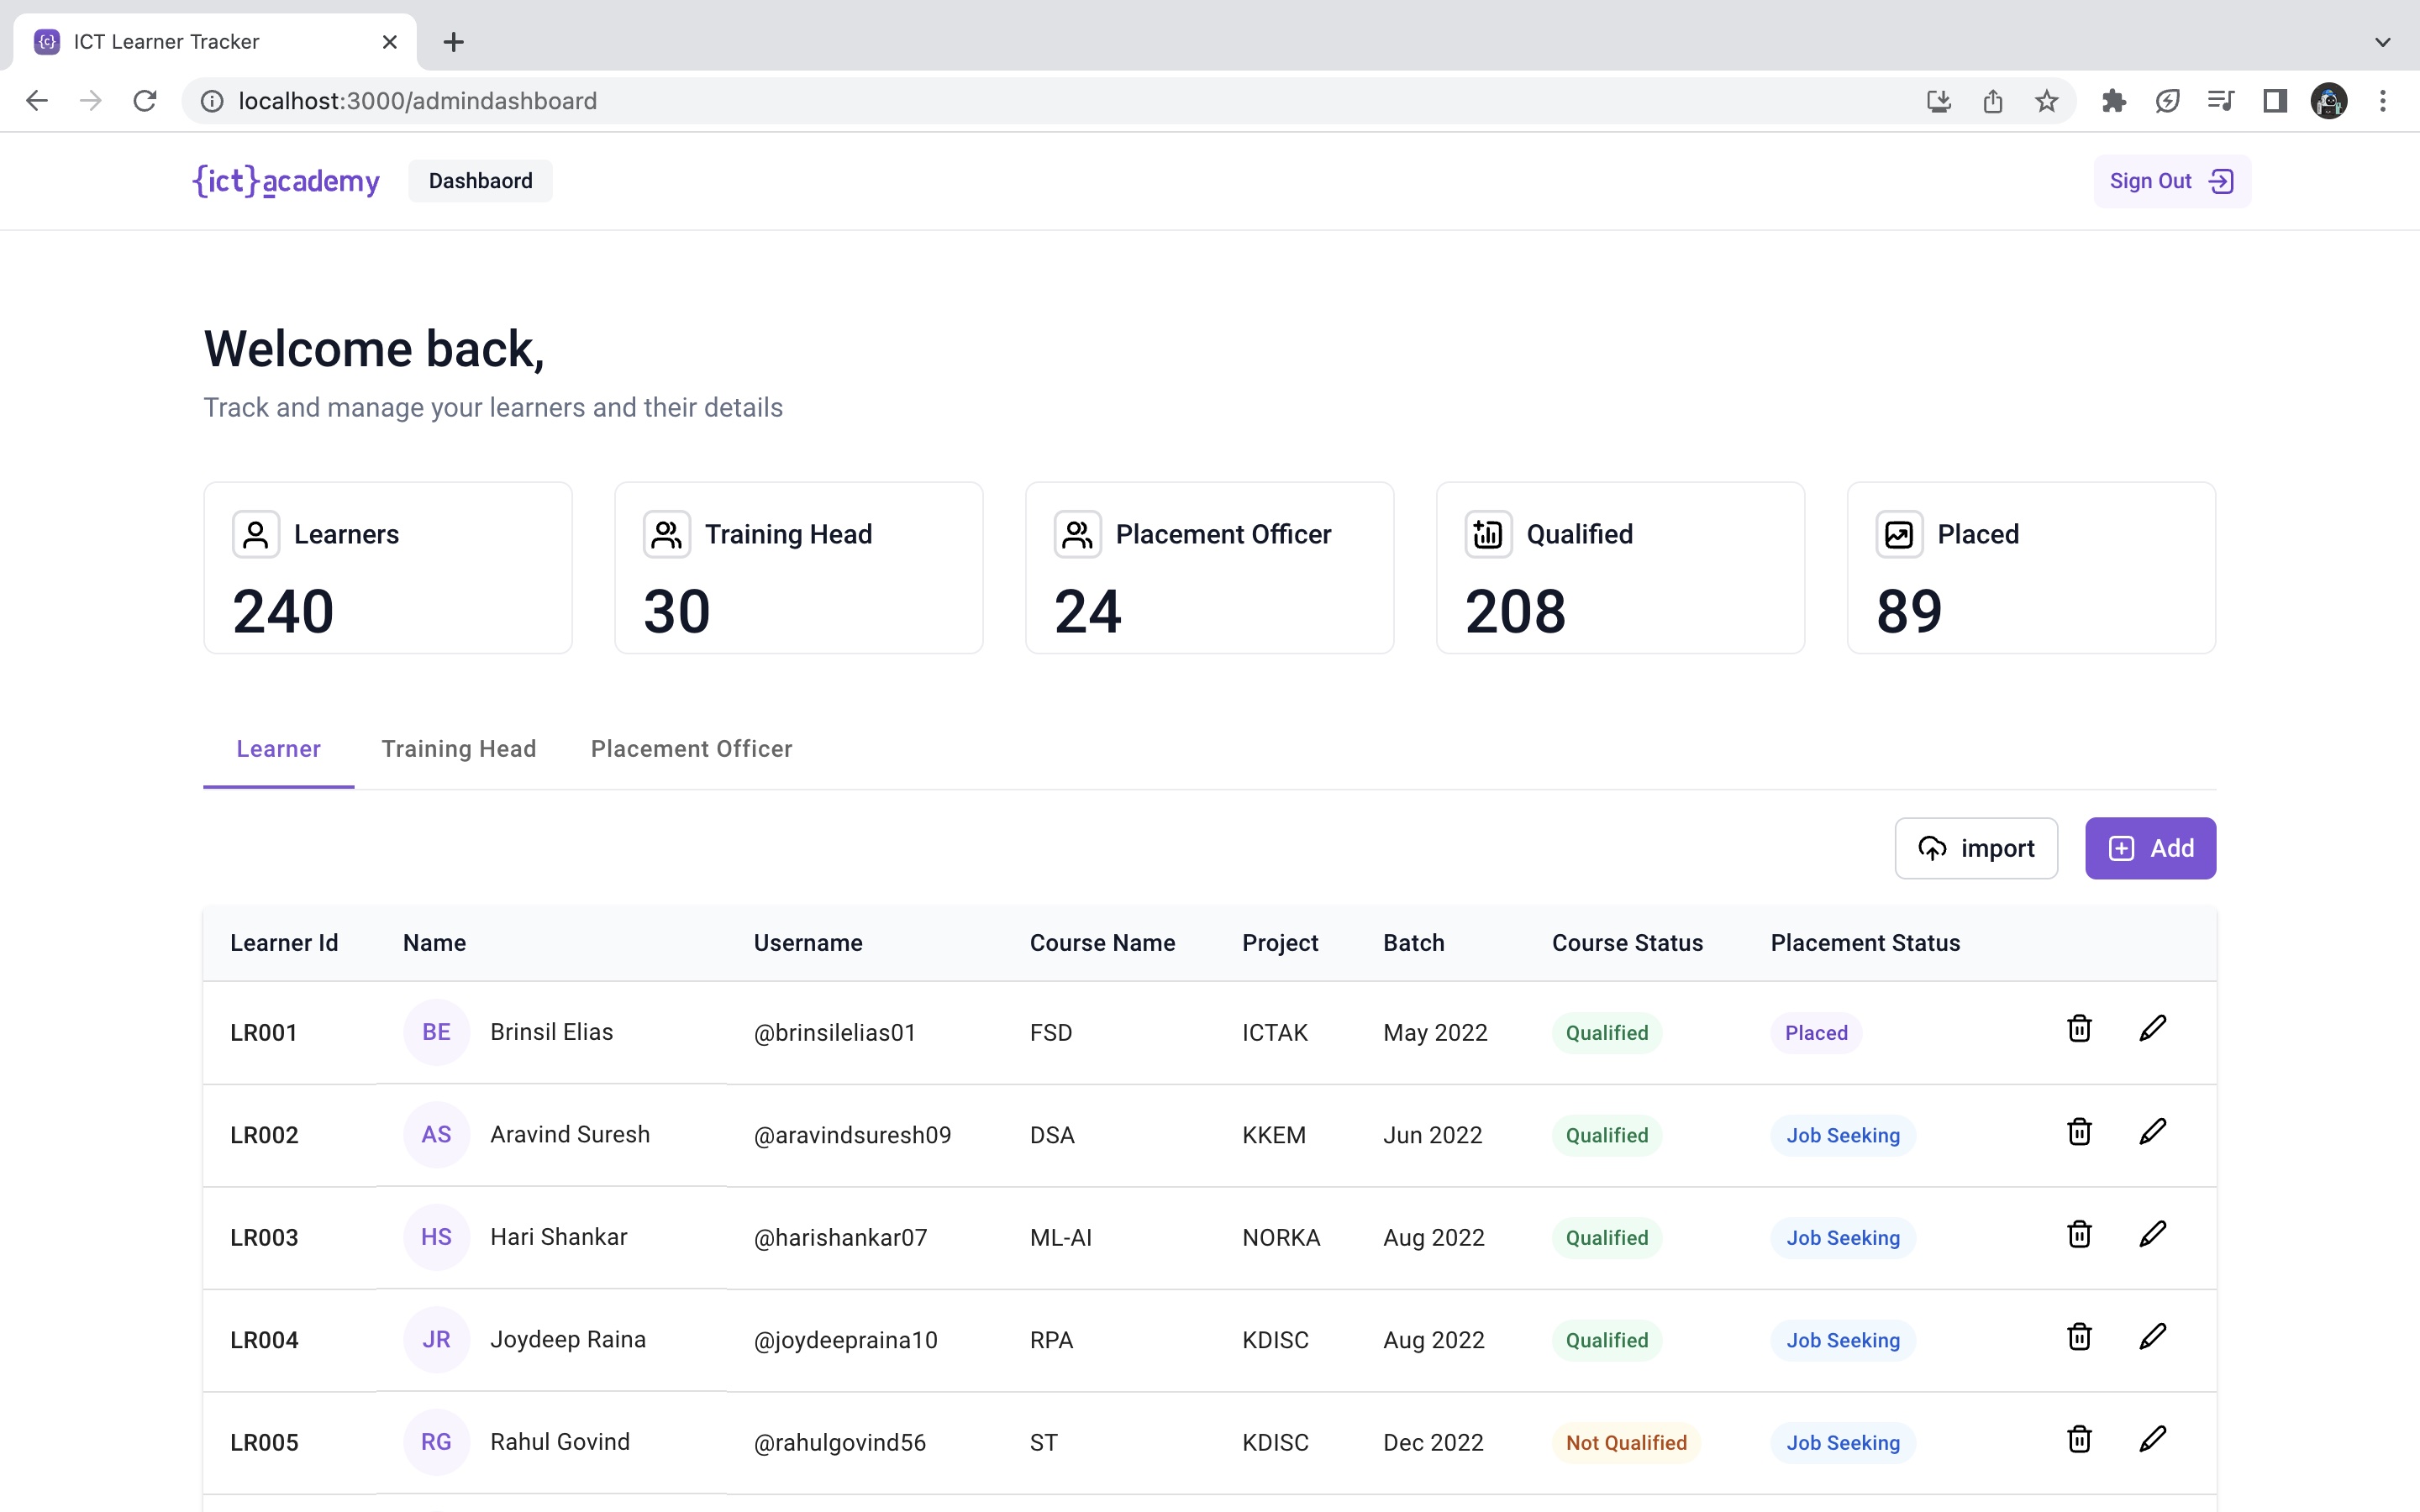 ICT Learner Tracker
localhost:3000/admindashboard
{ict}academy
Dashbaord
Sign Out
Welcome back,
Track and manage your learners and their details
Learners
240
Training Head
30
Placement Officer
24
Qualified
208
Placed
89
Learner Training Head Placement Officer
import Add
Learner Id Name Username Course Name Project Batch Course Status Placement Status
LR001 BE Brinsil Elias @brinsilelias01 FSD ICTAK May 2022 Qualified Placed
LR002 AS Aravind Suresh @aravindsuresh09 DSA KKEM Jun 2022 Qualified Job Seeking
LR003 HS Hari Shankar @harishankar07 ML-AI NORKA Aug 2022 Qualified Job Seeking
LR004 JR Joydeep Raina @joydeepraina10 RPA KDISC Aug 2022 Qualified Job Seeking
LR005 RG Rahul Govind @rahulgovind56 ST KDISC Dec 2022 Not Qualified Job Seeking